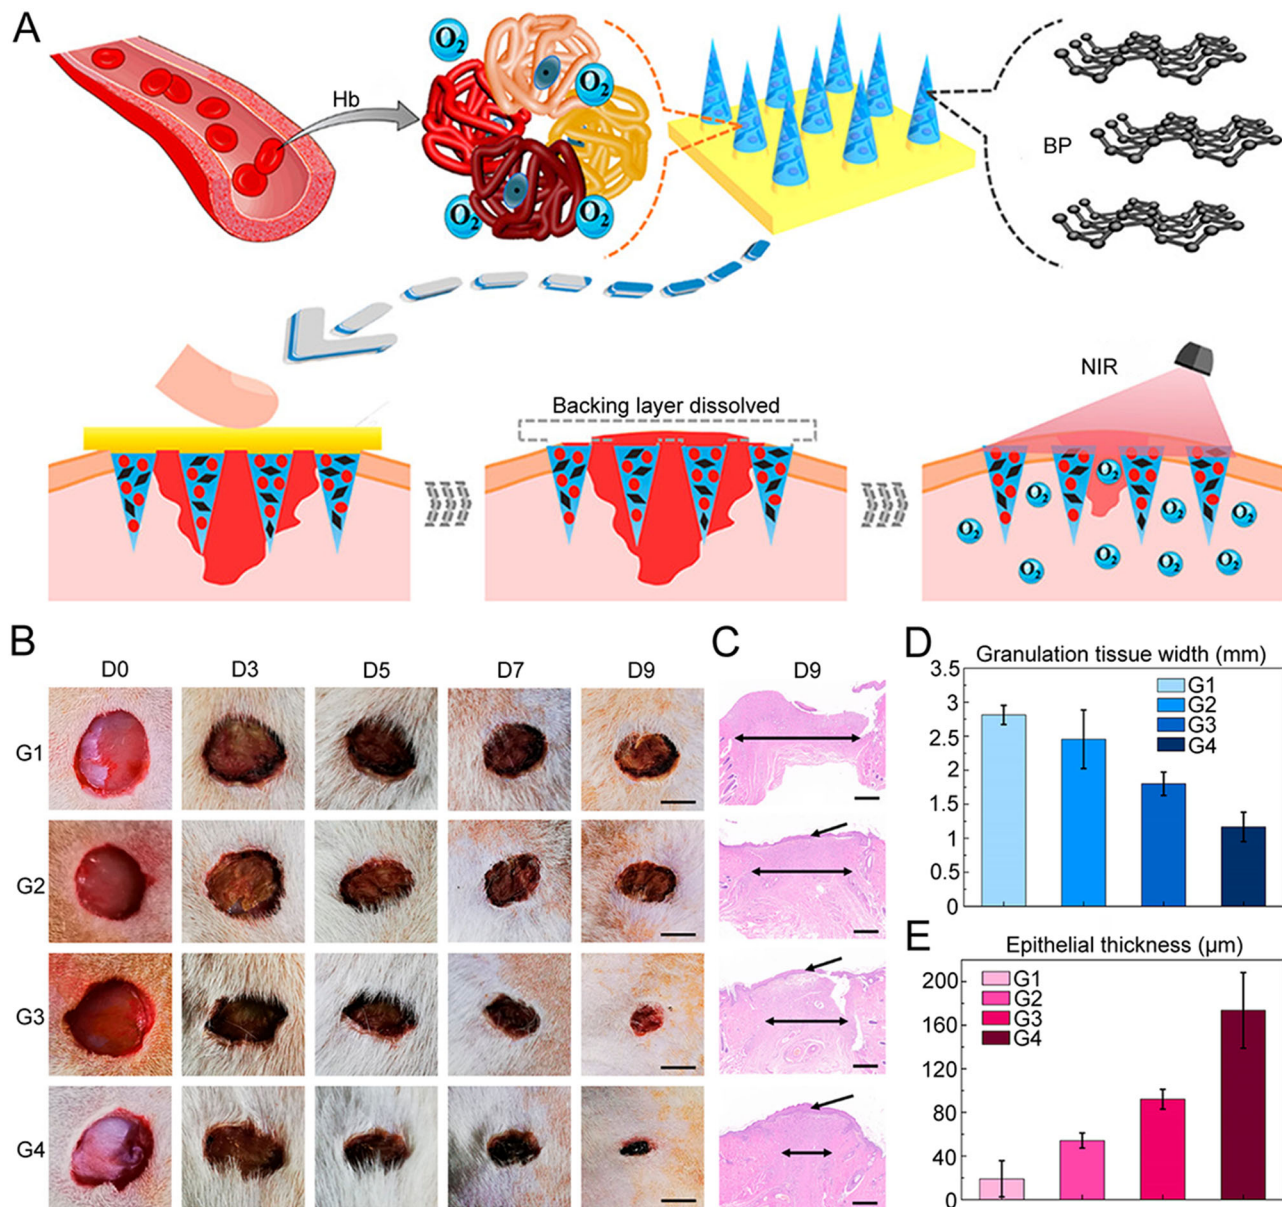 A
Hb
O2
O2
O2
O2
BP
Backing layer dissolved
NIR
O2
O2
O2
O2
O2
O2
O2
O2
O2
B
D0
D3
D5
D7
D9
G1
G2
G3
G4
C
D9
D
Granulation tissue width (mm)
3.5
3
2.5
2
1.5
1
0.5
0
G1
G2
G3
G4
E
Epithelial thickness (µm)
200
160
120
80
40
0
G1
G2
G3
G4